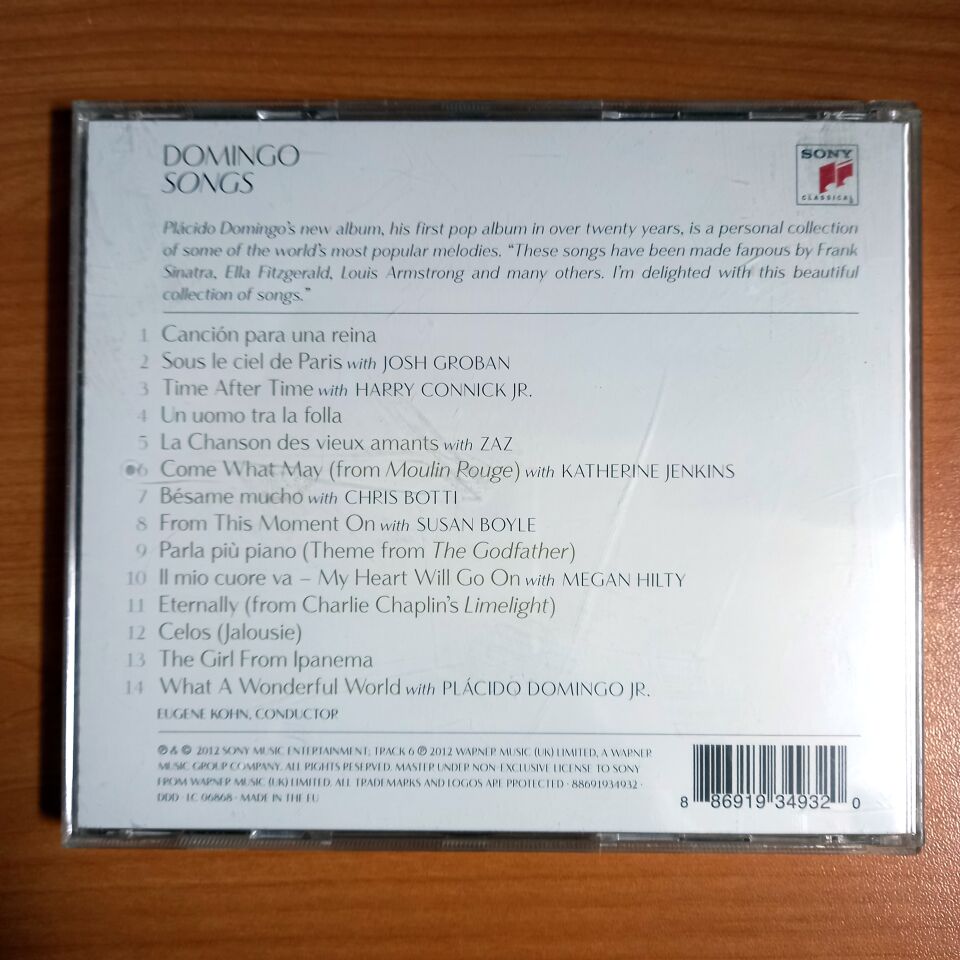 DOMINGO
SONGS
SONY
CLASSICAL
Plácido Domingo's new album, his first pop album in over twenty years, is a personal collection
of some of the world's most popular melodies. "These songs have been made famous by Frank
Sinatra, Ella Fitzgerald, Louis Armstrong and many others. I'm delighted with this beautiful
collection of songs."
1 Canción para una reina
2 Sous le ciel de Paris with JOSH GROBAN
3 Time After Time with HARRY CONNICK JR.
4 Un uomo tra la folla
5 La Chanson des vieux amants with ZAZ
6 Come What May (from Moulin Rouge) with KATHERINE JENKINS
7 Bésame mucho with CHRIS BOTTI
8 From This Moment On with SUSAN BOYLE
9 Parla più piano (Theme from The Godfather)
10 Il mio cuore va – My Heart Will Go On with MEGAN HILTY
11 Eternally (from Charlie Chaplin's Limelight)
12 Celos (Jalousie)
13 The Girl From Ipanema
14 What A Wonderful World with PLÁCIDO DOMINGO JR.
EUGENE KOHN, CONDUCTOR
℗ & © 2012 SONY MUSIC ENTERTAINMENT; TRACK 6 ℗ 2012 WARNER MUSIC (UK) LIMITED, A WARNER
MUSIC GROUP COMPANY. ALL RIGHTS RESERVED. MASTER UNDER NON-EXCLUSIVE LICENSE TO SONY
FROM WARNER MUSIC (UK) LIMITED. ALL TRADEMARKS AND LOGOS ARE PROTECTED · 88691934932 ·
DDD · LC 06868 · MADE IN THE EU
8 86919 34932 0